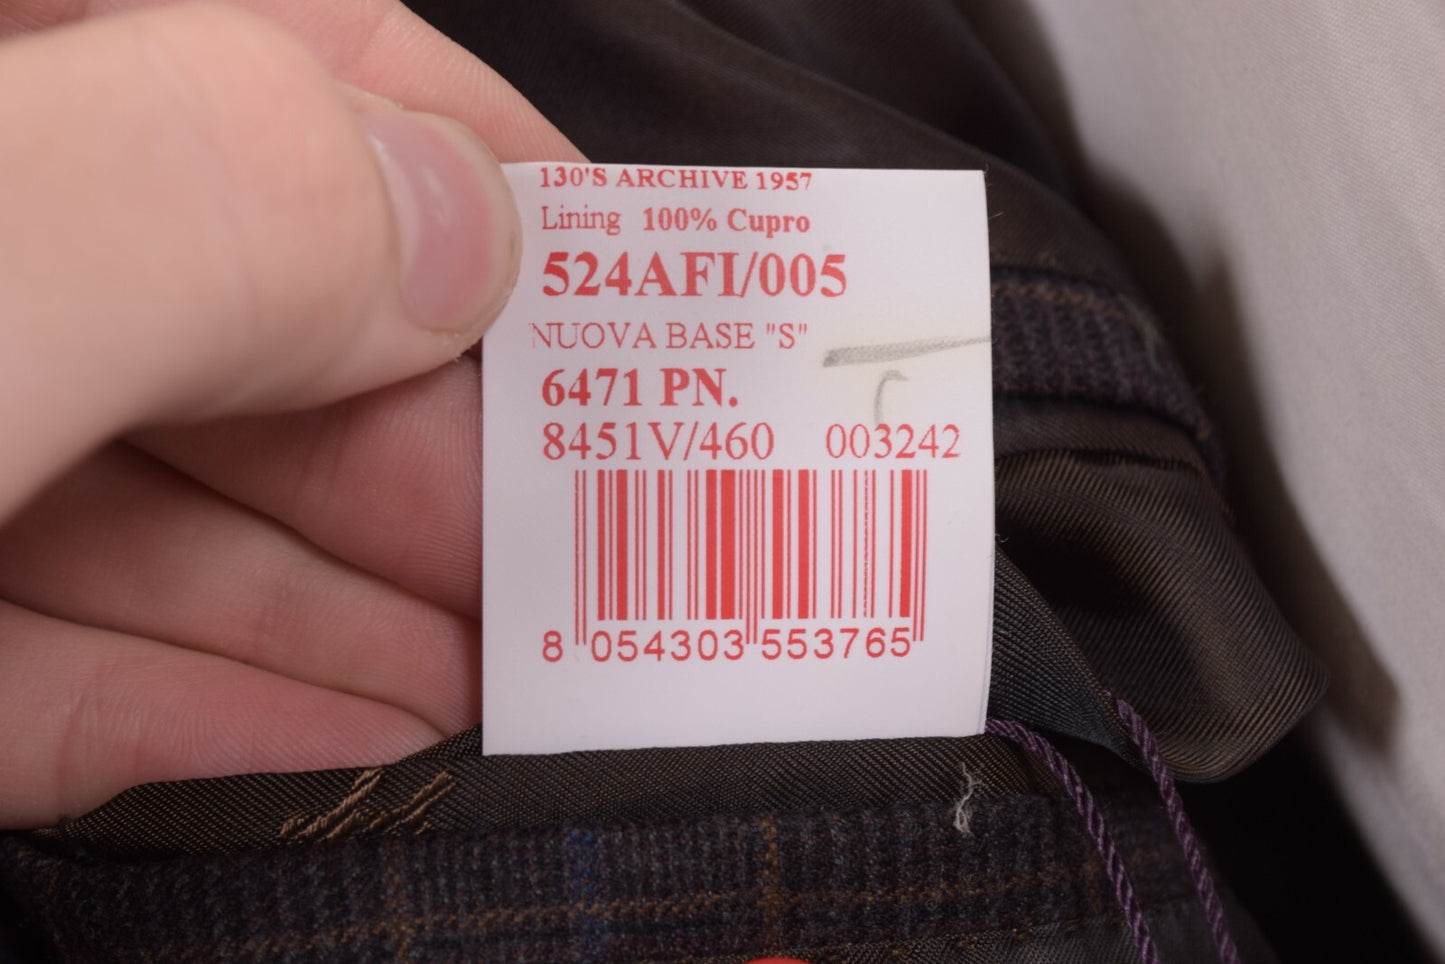 130'S ARCHIVE 1957
Lining 100% Cupro
524AFI/005
NUOVA BASE "S"
6471 PN.
8451V/460 003242
8 054303 553765